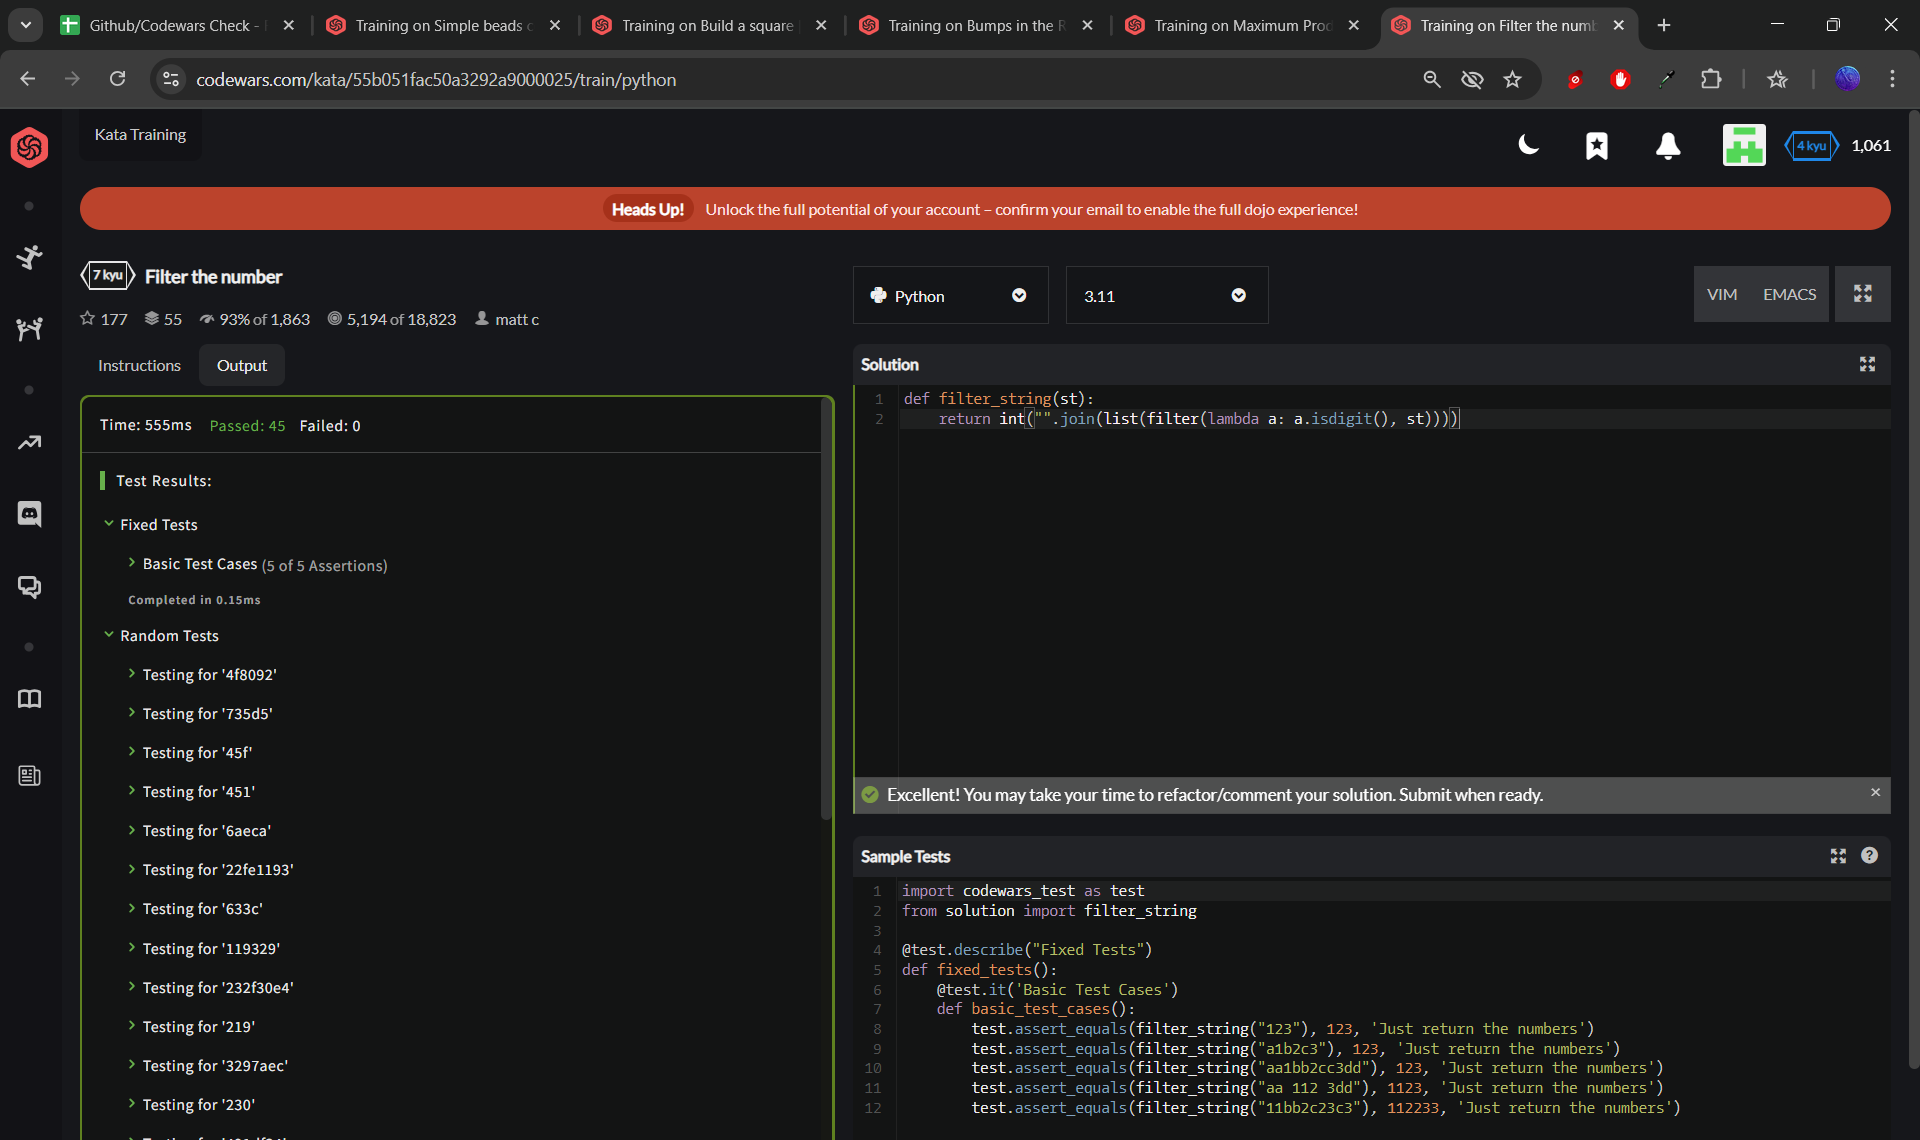 Github/Codewars Check -
Training on Simple beads
Training on Build a square
Training on Bumps in the
Training on Maximum Prod
Training on Filter the numb
codewars.com/kata/55b051fac50a3292a9000025/train/python
Kata Training
4 kyu
1,061
Heads Up! Unlock the full potential of your account – confirm your email to enable the full dojo experience!
7 kyu Filter the number
177 55 93% of 1,863 5,194 of 18,823 matt c
Instructions Output
Time: 555ms Passed: 45 Failed: 0
Test Results:
Fixed Tests
Basic Test Cases (5 of 5 Assertions)
Completed in 0.15ms
Random Tests
Testing for '4f8092'
Testing for '735d5'
Testing for '45f'
Testing for '451'
Testing for '6aeca'
Testing for '22fe1193'
Testing for '633c'
Testing for '119329'
Testing for '232f30e4'
Testing for '219'
Testing for '3297aec'
Testing for '230'
Python
3.11
VIM EMACS
Solution
1 def filter_string(st):
2 return int("".join(list(filter(lambda a: a.isdigit(), st))))
Excellent! You may take your time to refactor/comment your solution. Submit when ready.
Sample Tests
1 import codewars_test as test
2 from solution import filter_string
3
4 @test.describe("Fixed Tests")
5 def fixed_tests():
6 @test.it('Basic Test Cases')
7 def basic_test_cases():
8 test.assert_equals(filter_string("123"), 123, 'Just return the numbers')
9 test.assert_equals(filter_string("a1b2c3"), 123, 'Just return the numbers')
10 test.assert_equals(filter_string("aa1bb2cc3dd"), 123, 'Just return the numbers')
11 test.assert_equals(filter_string("aa 112 3dd"), 1123, 'Just return the numbers')
12 test.assert_equals(filter_string("11bb2c23c3"), 112233, 'Just return the numbers')